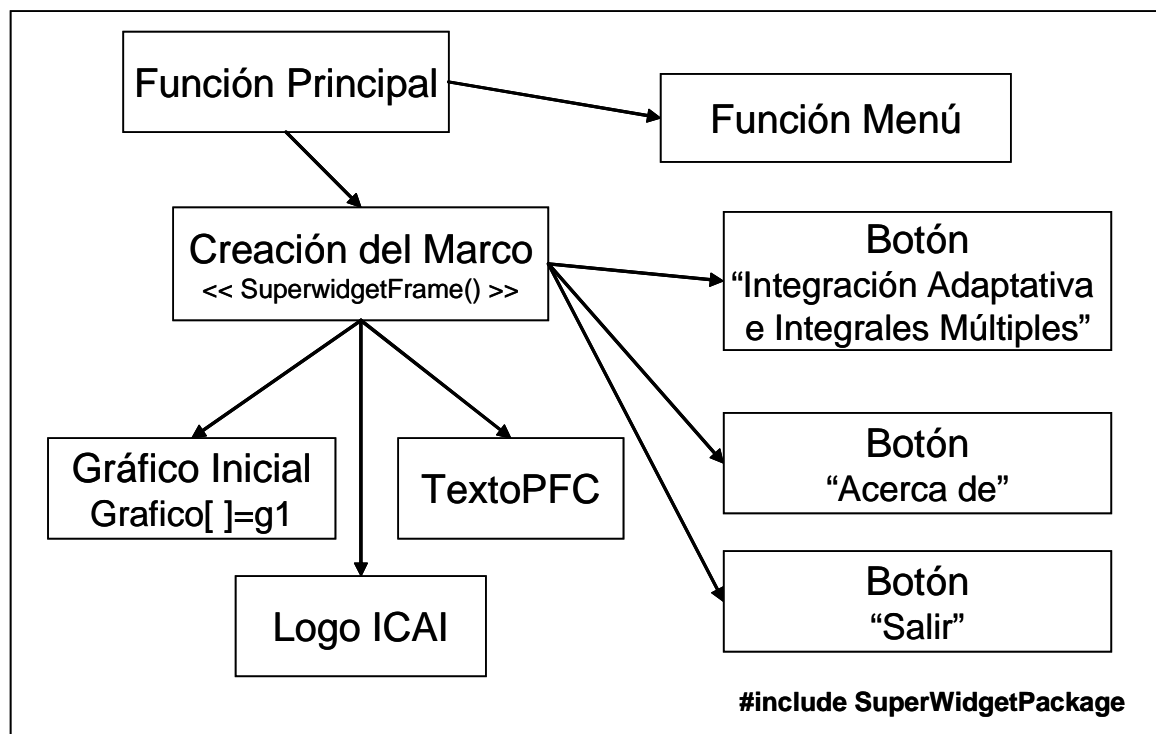 Función Principal
Función Menú
Creación del Marco
<< SuperwidgetFrame() >>
Botón
“Integración Adaptativa
e Integrales Múltiples”
Gráfico Inicial
Grafico[ ]=g1
TextoPFC
Botón
“Acerca de”
Logo ICAI
Botón
“Salir”
#include SuperWidgetPackage